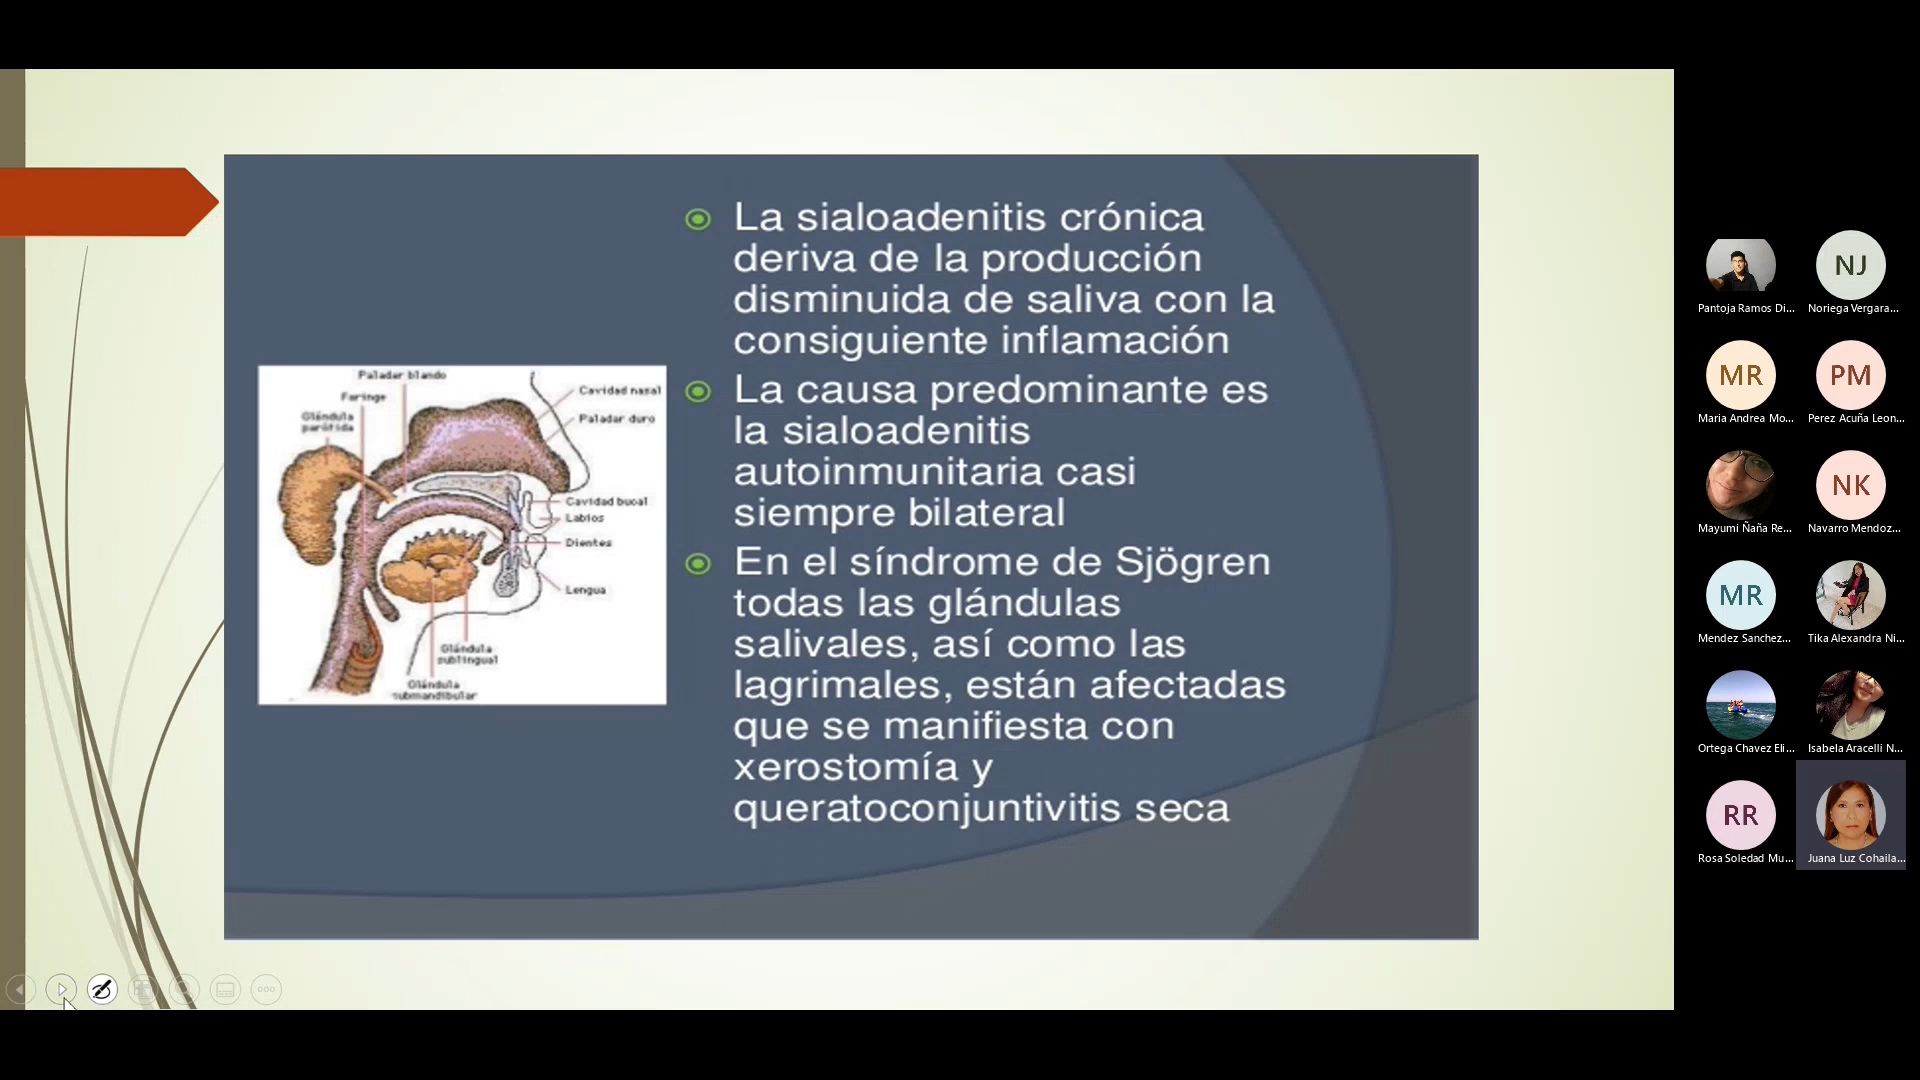 La sialoadenitis crónica
deriva de la producción
disminuida de saliva con la
consiguiente inflamación
La causa predominante es
la sialoadenitis
autoinmunitaria casi
siempre bilateral
En el síndrome de Sjögren
todas las glándulas
salivales, así como las
lagrimales, están afectadas
que se manifiesta con
xerostomía y
queratoconjuntivitis seca
Paladar blando
Faringe
Glándula
parótida
Cavidad nasal
Paladar duro
Cavidad bucal
Labios
Dientes
Lengua
Glándula
sublingual
Glándula
submandibular
Pantoja Ramos Di...
NJ
Noriega Vergara...
MR
Maria Andrea Mo...
PM
Perez Acuña Leon...
Mayumi Ñaña Re...
NK
Navarro Mendoz...
MR
Mendez Sanchez...
Tika Alexandra Ni...
Ortega Chavez Eli...
Isabela Aracelli N...
RR
Rosa Soledad Mu...
Juana Luz Cohaila...